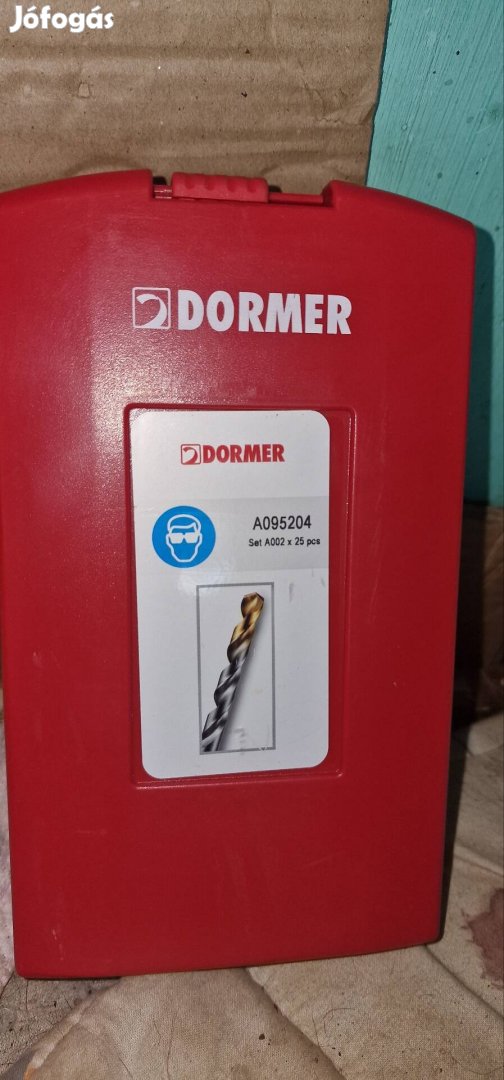 Jófogás
DORMER
DORMER
A095204
Set A002 x 25 pcs